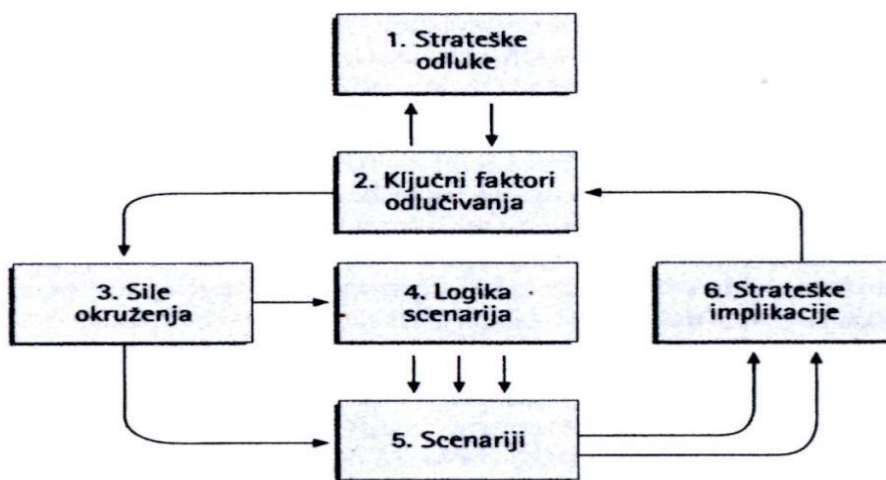 1. Strateške
odluke
2. Ključni faktori
odlučivanja
3. Sile
okruženja
4. Logika
scenarija
6. Strateške
implikacije
5. Scenariji